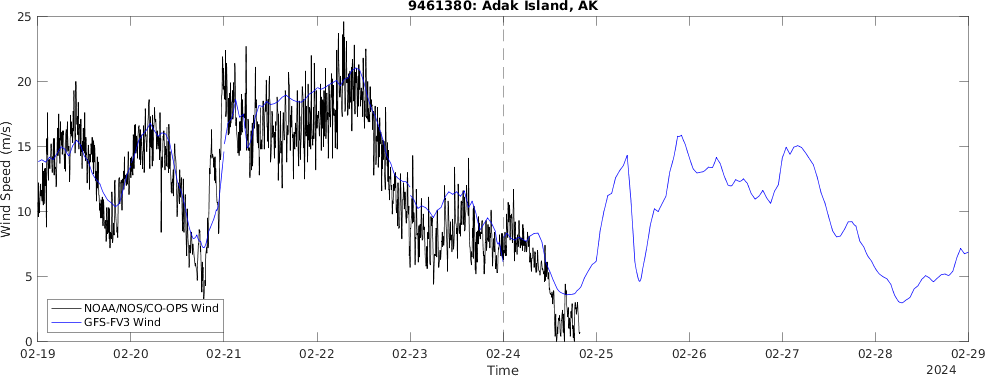 9461380: Adak Island, AK
Wind Speed (m/s)
25
20
15
10
5
0
NOAA/NOS/CO-OPS Wind
GFS-FV3 Wind
02-19 02-20 02-21 02-22 02-23 02-24 02-25 02-26 02-27 02-28 02-29
Time
2024